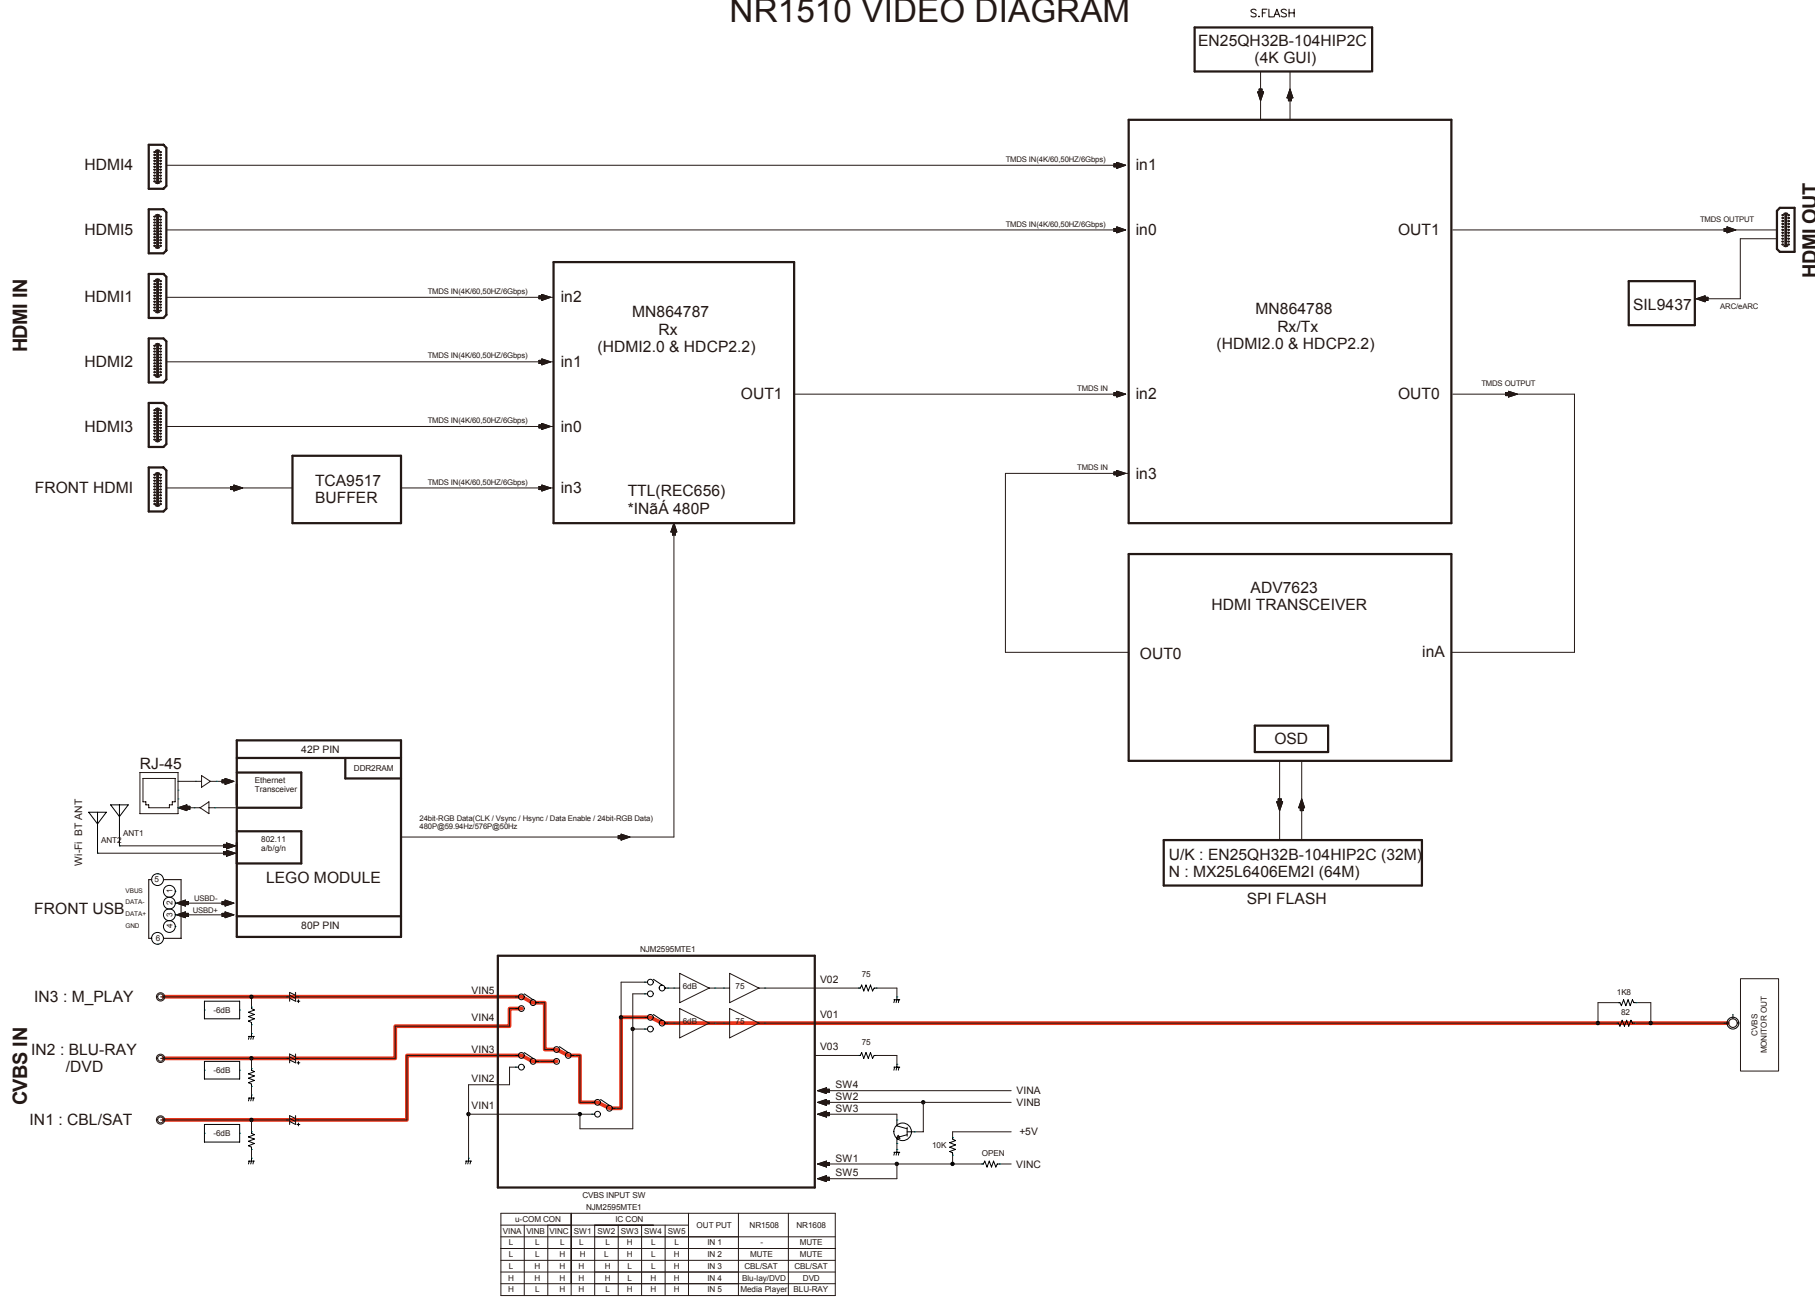 NR1510 VIDEO DIAGRAM
S.FLASH
EN25QH32B-104HIP2C
(4K GUI)
HDMI IN
HDMI4
TMDS IN(4K/60,50HZ/6Gbps)
in1
HDMI5
TMDS IN(4K/60,50HZ/6Gbps)
in0
HDMI1
TMDS IN(4K/60,50HZ/6Gbps)
in2
HDMI2
TMDS IN(4K/60,50HZ/6Gbps)
in1
HDMI3
TMDS IN(4K/60,50HZ/6Gbps)
in0
FRONT HDMI
TCA9517
BUFFER
TMDS IN(4K/60,50HZ/6Gbps)
in3
MN864787
Rx
(HDMI2.0 & HDCP2.2)
OUT1
TTL(REC656)
*INãÁ 480P
TMDS IN
in2
TMDS IN
in3
MN864788
Rx/Tx
(HDMI2.0 & HDCP2.2)
OUT1
TMDS OUTPUT
HDMI OUT
SIL9437
ARC/eARC
OUT0
TMDS OUTPUT
ADV7623
HDMI TRANSCEIVER
OUT0
inA
OSD
U/K : EN25QH32B-104HIP2C (32M)
N : MX25L6406EM2I (64M)
SPI FLASH
RJ-45
42P PIN
DDR2RAM
Ethernet
Transceiver
Wi-Fi BT ANT
ANT1
ANT2
802.11
a/b/g/n
LEGO MODULE
80P PIN
24bit-RGB Data(CLK / Vsync / Hsync / Data Enable / 24bit-RGB Data)
480P@59.94Hz/576P@50Hz
FRONT USB
VBUS
DATA-
DATA+
GND
5
1
2
3
4
6
USBD-
USBD+
CVBS IN
IN3 : M_PLAY
-6dB
IN2 : BLU-RAY
/DVD
-6dB
IN1 : CBL/SAT
-6dB
NJM2595MTE1
VIN5
VIN4
VIN3
VIN2
VIN1
6dB
75
6dB
75
V02
75
V01
V03
75
1K8
82
CVBS
MONITOR OUT
SW4
VINA
SW2
VINB
SW3
+5V
10K
SW1
OPEN
VINC
SW5
CVBS INPUT SW
NJM2595MTE1
u-COM CON IC CON OUT PUT NR1508 NR1608
VINA VINB VINC SW1 SW2 SW3 SW4 SW5
L L L L L H L L IN 1 - MUTE
L L H H L H L H IN 2 MUTE MUTE
L H H H H L L H IN 3 CBL/SAT CBL/SAT
H H H H H L H H IN 4 Blu-lay/DVD DVD
H L H H L H H H IN 5 Media Player BLU-RAY